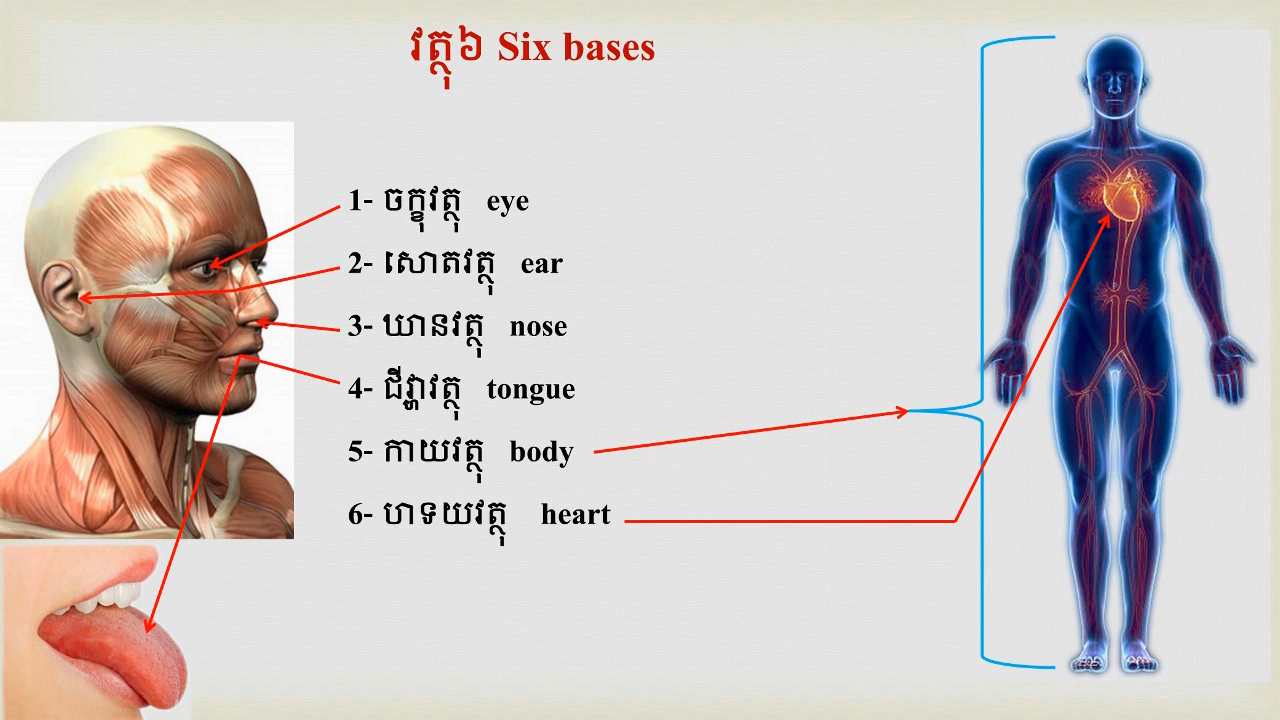 វត្ថុ៦ Six bases
1- ចក្ខុវត្ថុ eye
2- សោតវត្ថុ ear
3- ឃានវត្ថុ nose
4- ជីវ្ហាវត្ថុ tongue
5- កាយវត្ថុ body
6- ហទយវត្ថុ heart